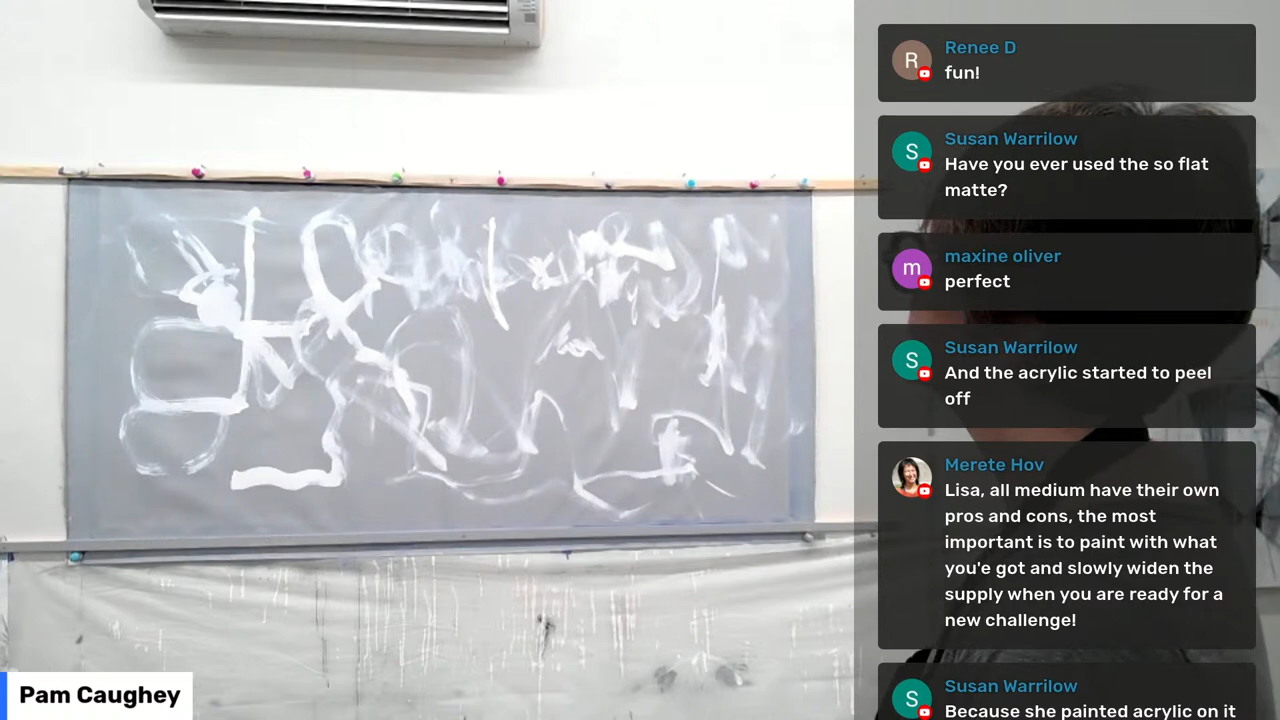 Renee D
R
fun!
Susan Warrilow
S
Have you ever used the so flat
matte?
maxine oliver
m
perfect
Susan Warrilow
S
And the acrylic started to peel
off
Merete Hov
Lisa, all medium have their own
pros and cons, the most
important is to paint with what
you'e got and slowly widen the
supply when you are ready for a
new challenge!
Susan Warrilow
S
Because she painted acrylic on it
Pam Caughey